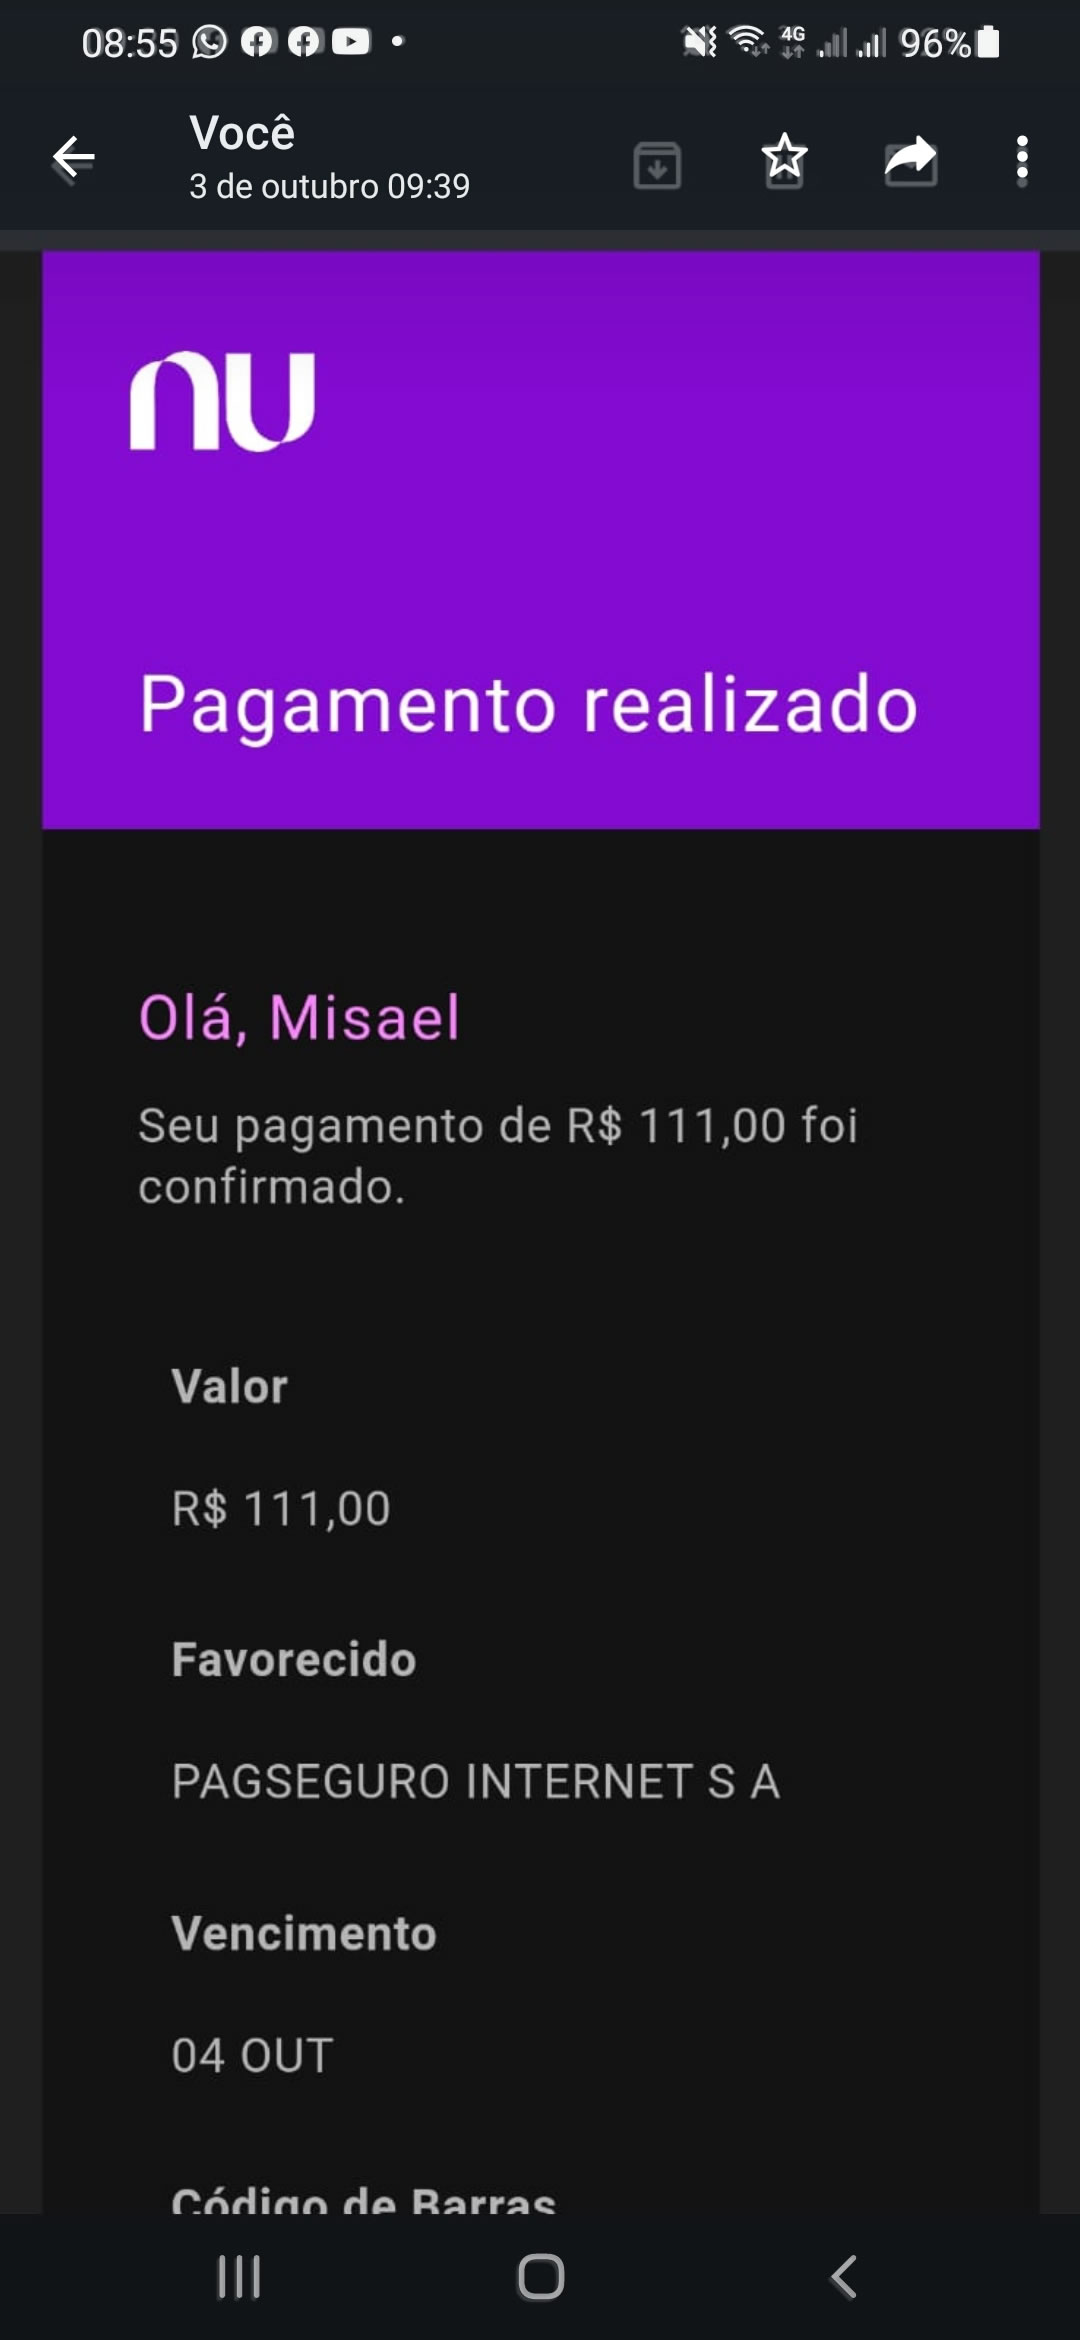 08:55
4G
96%
Você
3 de outubro 09:39
nu
Pagamento realizado
Olá, Misael
Seu pagamento de R$ 111,00 foi
confirmado.
Valor
R$ 111,00
Favorecido
PAGSEGURO INTERNET S A
Vencimento
04 OUT
Código de Barras